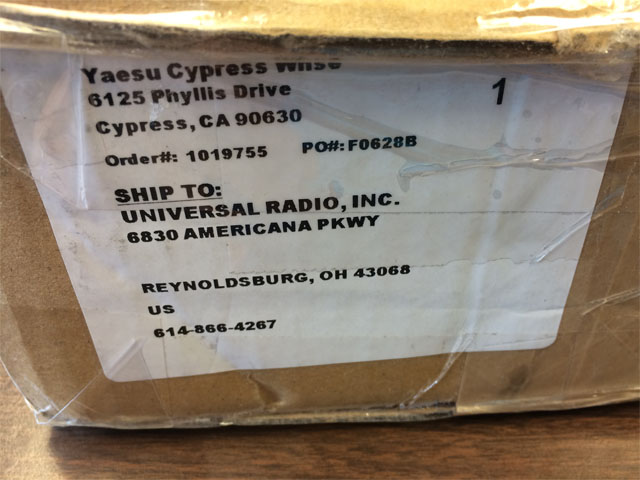 Yaesu Cypress Whse
6125 Phyllis Drive
1
Cypress, CA 90630
Order#: 1019755 PO#: F0628B
SHIP TO:
UNIVERSAL RADIO, INC.
6830 AMERICANA PKWY
REYNOLDSBURG, OH 43068
US
614-866-4267